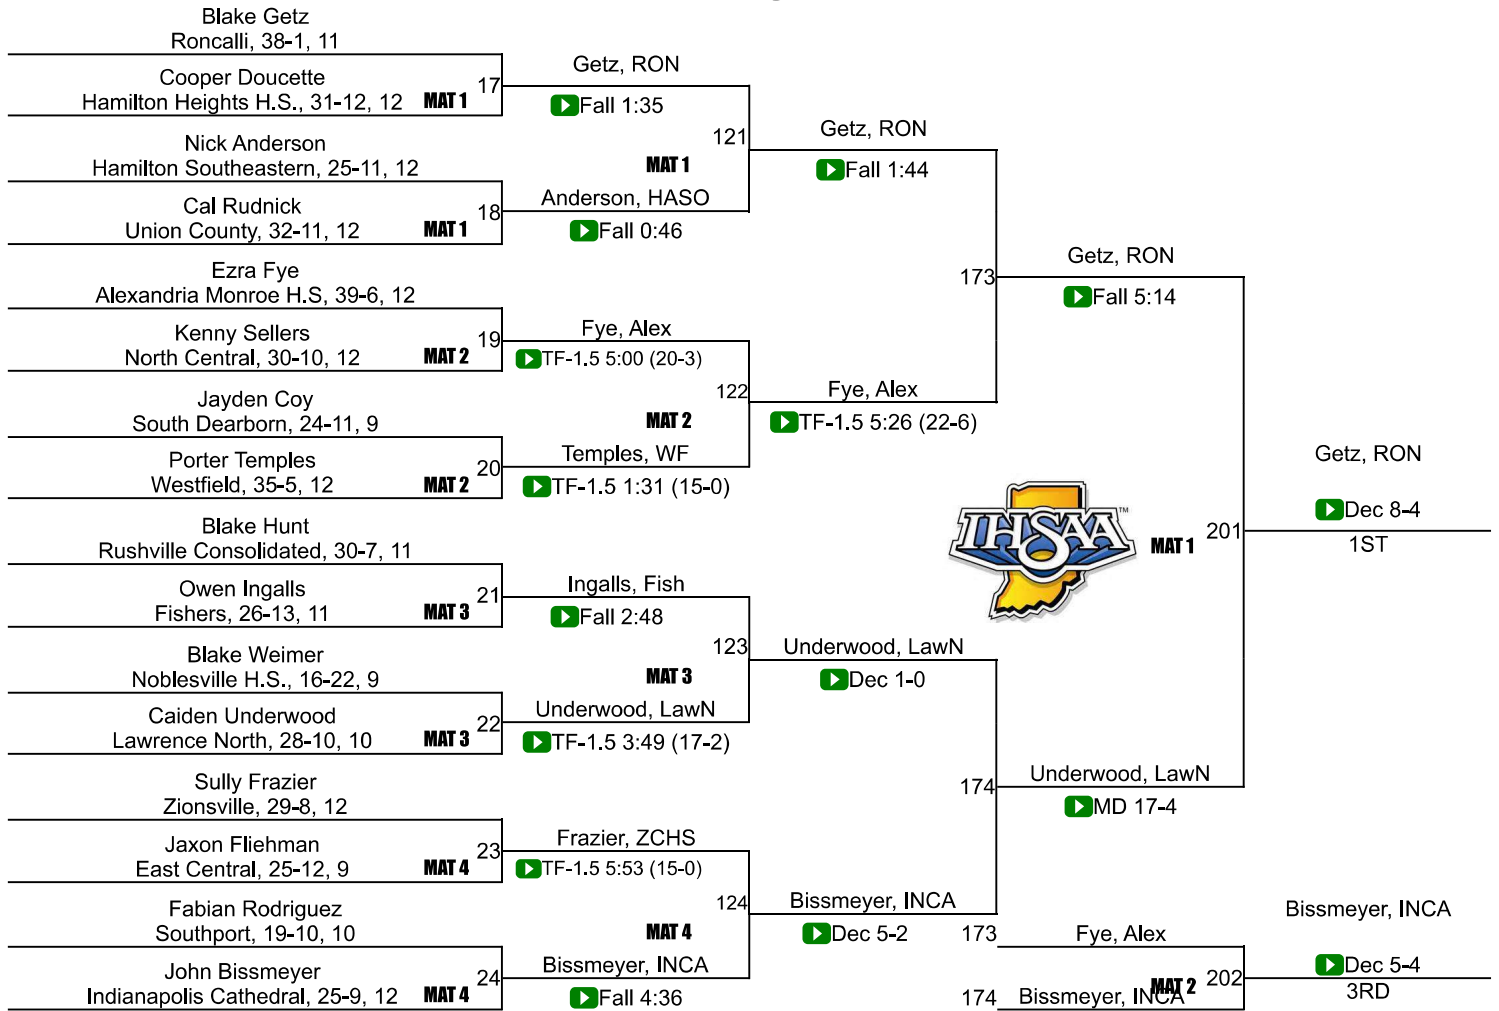 Blake Getz
Roncalli, 38-1, 11
Cooper Doucette
Hamilton Heights H.S., 31-12, 12
MAT 1
17
Getz, RON
Fall 1:35
Nick Anderson
Hamilton Southeastern, 25-11, 12
Cal Rudnick
Union County, 32-11, 12
MAT 1
18
Anderson, HASO
Fall 0:46
121
MAT 1
Getz, RON
Fall 1:44
Ezra Fye
Alexandria Monroe H.S, 39-6, 12
Kenny Sellers
North Central, 30-10, 12
MAT 2
19
Fye, Alex
TF-1.5 5:00 (20-3)
Jayden Coy
South Dearborn, 24-11, 9
Porter Temples
Westfield, 35-5, 12
MAT 2
20
Temples, WF
TF-1.5 1:31 (15-0)
122
MAT 2
Fye, Alex
TF-1.5 5:26 (22-6)
173
Getz, RON
Fall 5:14
Blake Hunt
Rushville Consolidated, 30-7, 11
Owen Ingalls
Fishers, 26-13, 11
MAT 3
21
Ingalls, Fish
Fall 2:48
Blake Weimer
Noblesville H.S., 16-22, 9
Caiden Underwood
Lawrence North, 28-10, 10
MAT 3
22
Underwood, LawN
TF-1.5 3:49 (17-2)
123
MAT 3
Underwood, LawN
Dec 1-0
Sully Frazier
Zionsville, 29-8, 12
Jaxon Fliehman
East Central, 25-12, 9
MAT 4
23
Frazier, ZCHS
TF-1.5 5:53 (15-0)
Fabian Rodriguez
Southport, 19-10, 10
John Bissmeyer
Indianapolis Cathedral, 25-9, 12
MAT 4
24
Bissmeyer, INCA
Fall 4:36
124
MAT 4
Bissmeyer, INCA
Dec 5-2
174
Underwood, LawN
MD 17-4
IHSAA
TM
MAT 1
201
Getz, RON
Dec 8-4
1ST
173
Fye, Alex
174
Bissmeyer, INCA
MAT 2
202
Bissmeyer, INCA
Dec 5-4
3RD